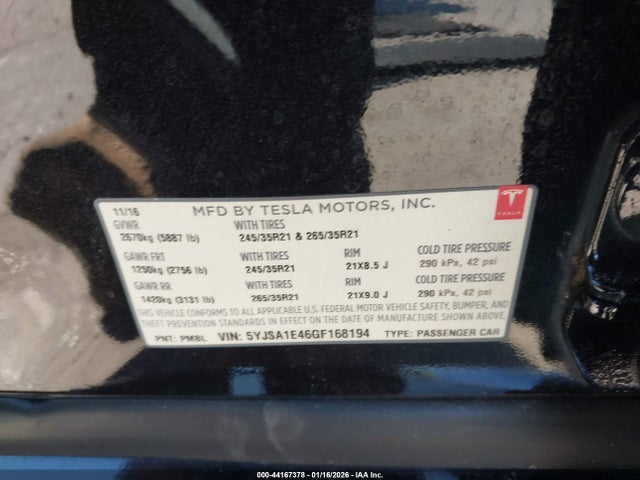 11/16 MFD BY TESLA MOTORS, INC.
TESLA
GVWR WITH TIRES
2670kg (5887 lb) 245/35R21 & 265/35R21
GAWR FRT WITH TIRES RIM COLD TIRE PRESSURE
1250kg (2756 lb) 245/35R21 21X8.5 J 290 kPa, 42 psi
GAWR RR WITH TIRES RIM COLD TIRE PRESSURE
1420kg (3131 lb) 265/35R21 21X9.0 J 290 kPa, 42 psi
THIS VEHICLE CONFORMS TO ALL APPLICABLE U.S. FEDERAL MOTOR VEHICLE SAFETY, BUMPER, AND
THEFT PREVENTION STANDARDS IN EFFECT ON THE DATE OF MANUFACTURE SHOWN ABOVE.
PNT: PMBL VIN: 5YJSA1E46GF168194 TYPE: PASSENGER CAR
000-44167378 - 01/16/2026 - IAA Inc.